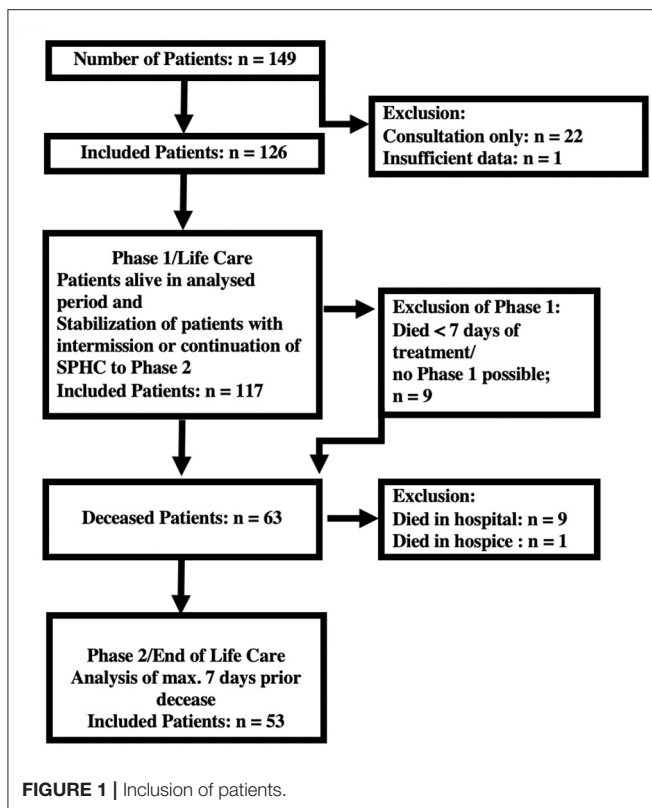 Number of Patients: n = 149
Exclusion:
Consultation only: n = 22
Insufficient data: n = 1
Included Patients: n = 126
Phase 1/Life Care
Patients alive in analysed
period and
Stabilization of patients with
intermission or continuation of
SPHC to Phase 2
Included Patients: n = 117
Exclusion of Phase 1:
Died < 7 days of
treatment/
no Phase 1 possible;
n = 9
Deceased Patients: n = 63
Exclusion:
Died in hospital: n = 9
Died in hospice : n = 1
Phase 2/End of Life Care
Analysis of max. 7 days prior
decease
Included Patients: n = 53
FIGURE 1 | Inclusion of patients.